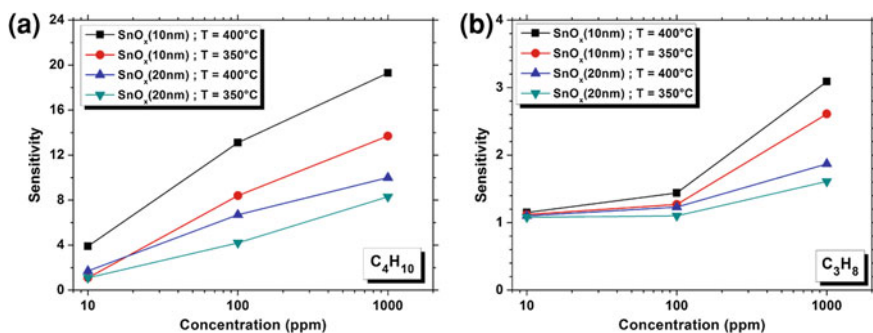 (a)
SnOₓ(10nm) ; T = 400°C
SnOₓ(10nm) ; T = 350°C
SnOₓ(20nm) ; T = 400°C
SnOₓ(20nm) ; T = 350°C
24
20
16
12
8
4
0
Sensitivity
C₄H₁₀
10
100
1000
Concentration (ppm)
(b)
SnOₓ(10nm) ; T = 400°C
SnOₓ(10nm) ; T = 350°C
SnOₓ(20nm) ; T = 400°C
SnOₓ(20nm) ; T = 350°C
4
3
2
1
0
Sensitivity
C₃H₈
10
100
1000
Concentration (ppm)